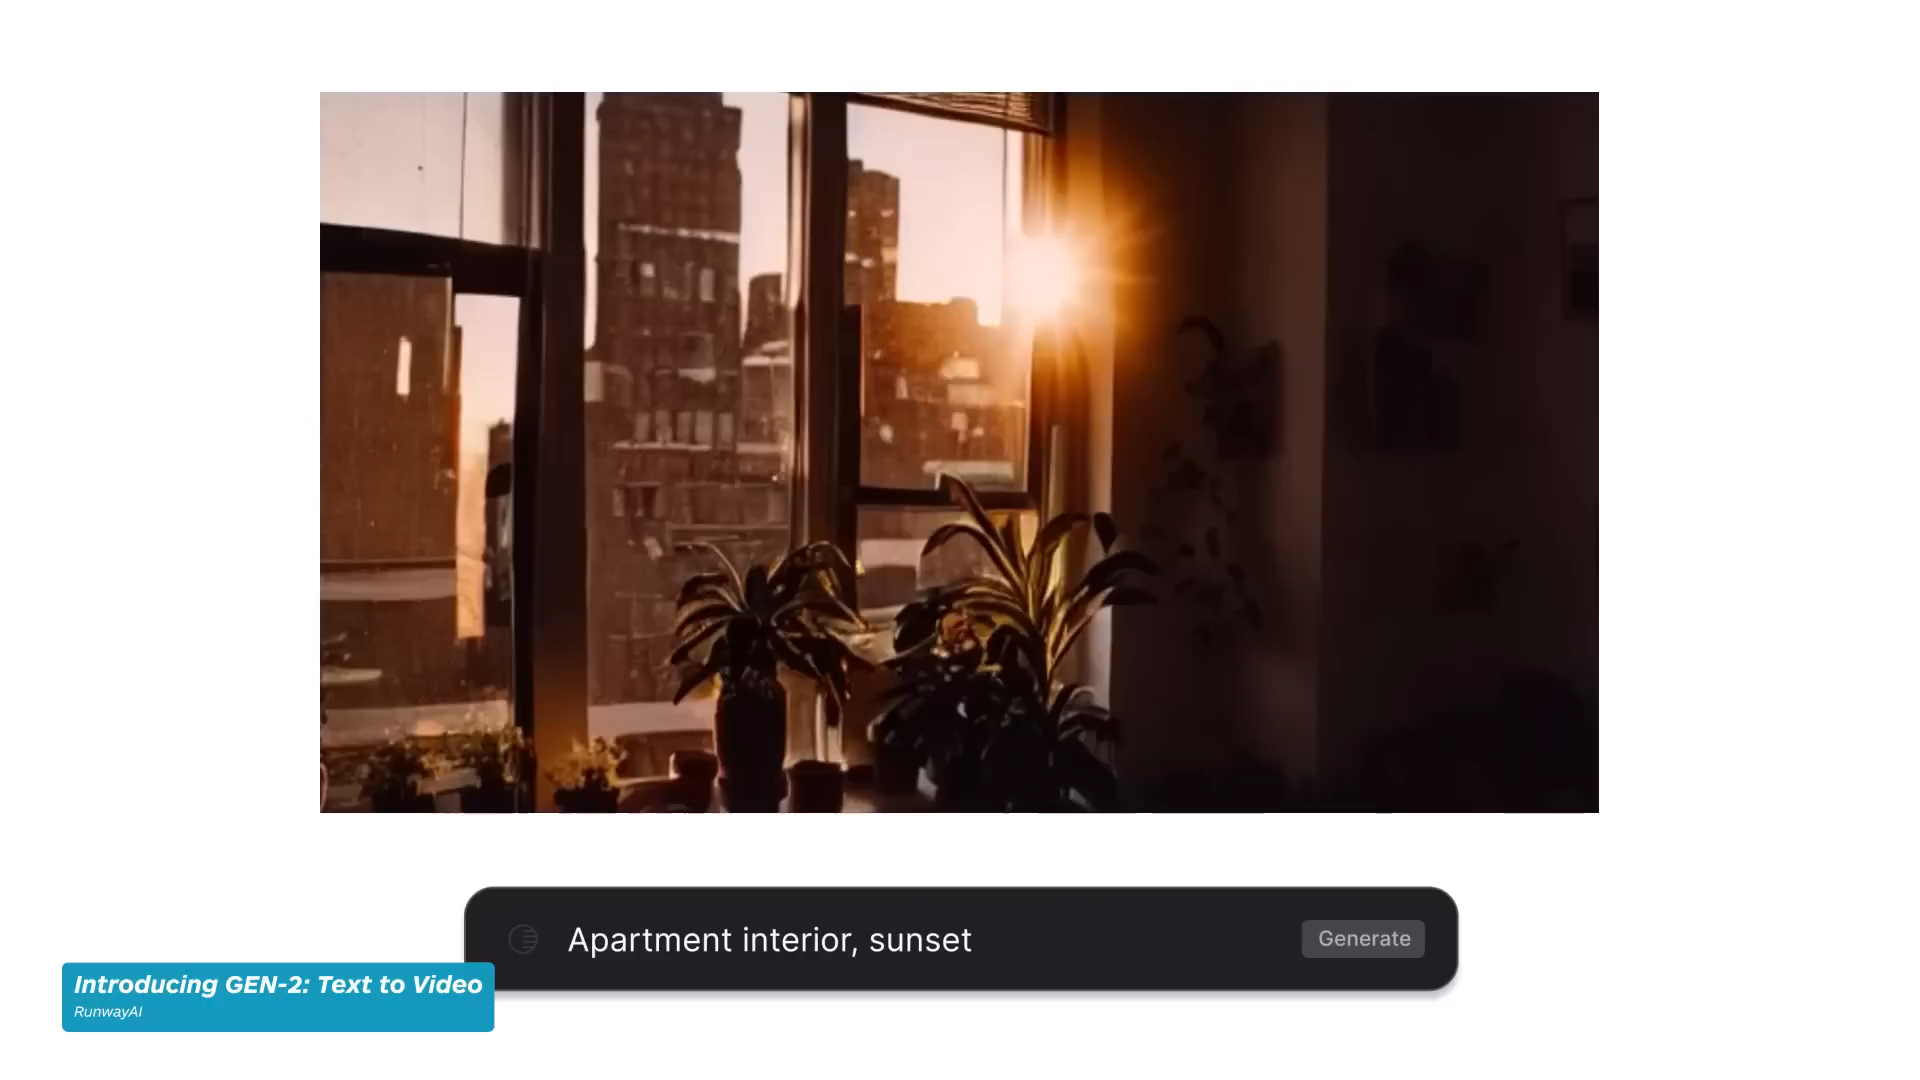 Apartment interior, sunset
Generate
Introducing GEN-2: Text to Video
RunwayAI